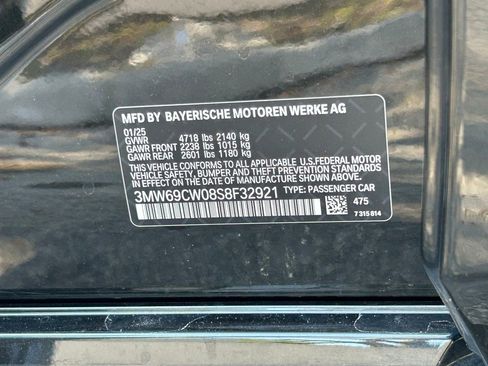 MFD BY BAYERISCHE MOTOREN WERKE AG
01/25
GVWR 4718 lbs 2140 kg
GAWR FRONT 2238 lbs 1015 kg
GAWR REAR 2601 lbs 1180 kg
THIS VEHICLE CONFORMS TO ALL APPLICABLE U.S.FEDERAL MOTOR
VEHICLE SAFETY, BUMPER AND THEFT PREVENTION STANDARDS
IN EFFECT ON THE DATE OF MANUFACTURE SHOWN ABOVE.
3MW69CW08S8F32921 TYPE: PASSENGER CAR
475
7 315 814